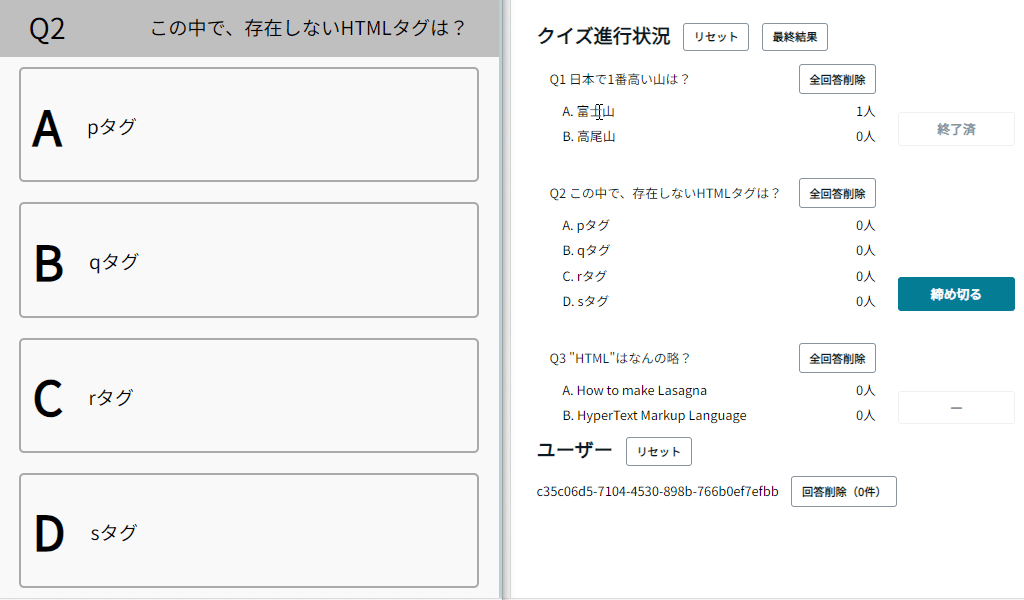 Q2 この中で、存在しないHTMLタグは？
A pタグ
B qタグ
C rタグ
D sタグ
クイズ進行状況 リセット 最終結果
Q1 日本で1番高い山は？ 全回答削除
A. 富士山 1人
終了済
B. 高尾山 0人
Q2 この中で、存在しないHTMLタグは？ 全回答削除
A. pタグ 0人
B. qタグ 0人
C. rタグ 0人
締め切る
D. sタグ 0人
Q3 "HTML"はなんの略？ 全回答削除
A. How to make Lasagna 0人
—
B. HyperText Markup Language 0人
ユーザー リセット
c35c06d5-7104-4530-898b-766b0ef7efbb 回答削除（0件）